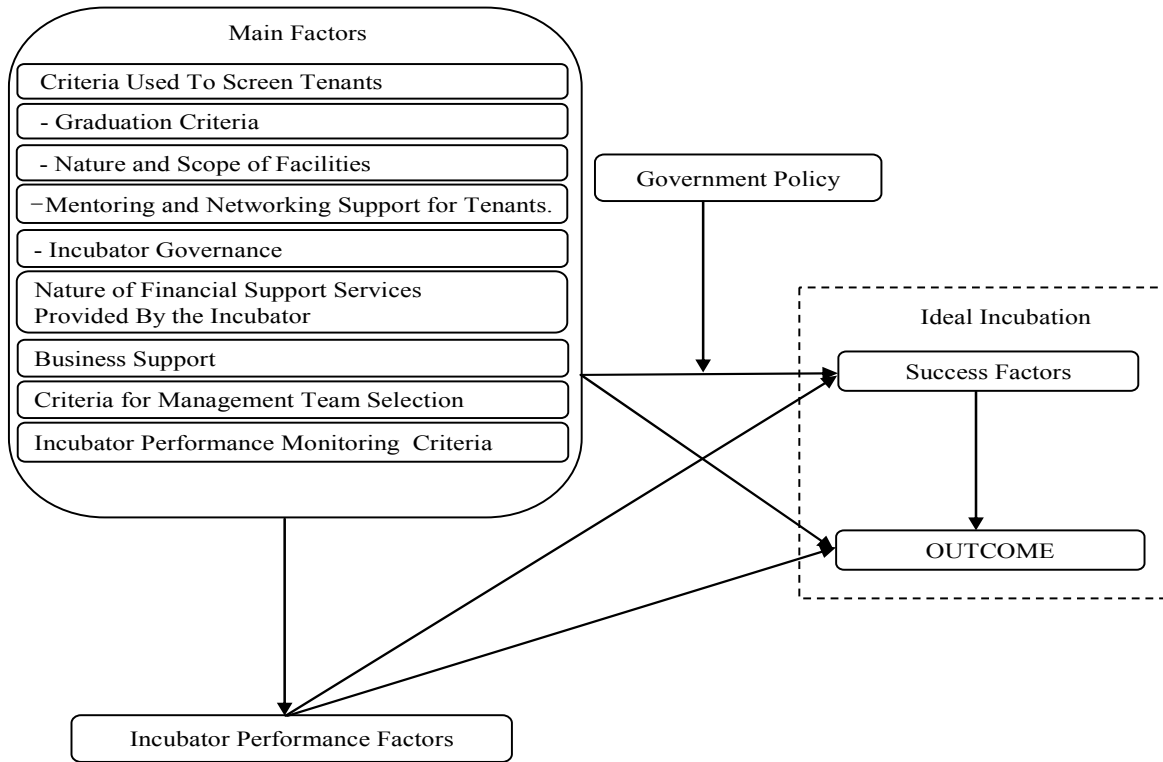 Main Factors
Criteria Used To Screen Tenants
- Graduation Criteria
- Nature and Scope of Facilities
−Mentoring and Networking Support for Tenants.
- Incubator Governance
Nature of Financial Support Services
Provided By the Incubator
Business Support
Criteria for Management Team Selection
Incubator Performance Monitoring  Criteria
Government Policy
Ideal Incubation
Success Factors
OUTCOME
Incubator Performance Factors